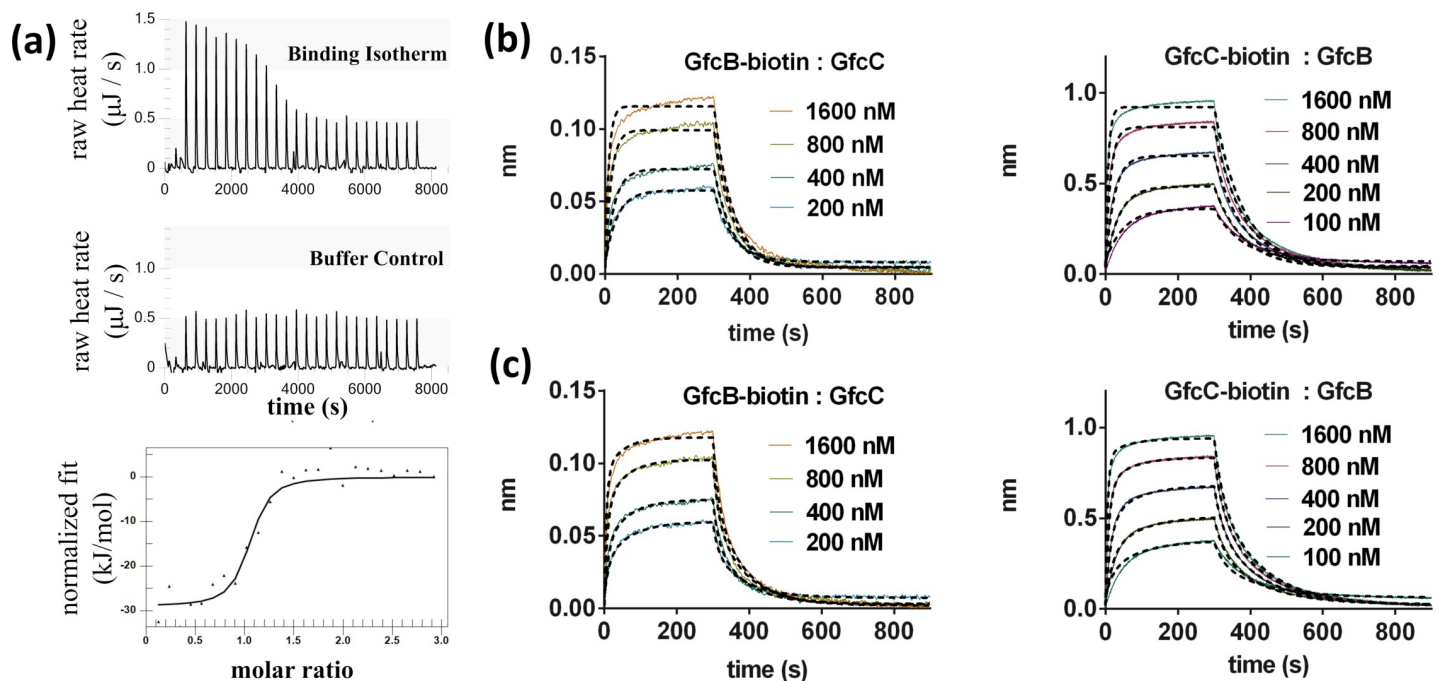 (a)
raw heat rate
(µJ / s)
1.5
1.0
0.5
0
Binding Isotherm
0
2000
4000
6000
8000
raw heat rate
(µJ / s)
1.0
0.5
0
Buffer Control
0
2000
4000
6000
8000
time (s)
normalized fit
(kJ/mol)
0
-10
-20
-30
0
0.5
1.0
1.5
2.0
2.5
3.0
molar ratio
(b)
GfcB-biotin : GfcC
nm
0.15
0.10
0.05
0.00
1600 nM
800 nM
400 nM
200 nM
0
200
400
600
800
time (s)
GfcC-biotin : GfcB
nm
1.0
0.5
0.0
1600 nM
800 nM
400 nM
200 nM
100 nM
0
200
400
600
800
time (s)
(c)
GfcB-biotin : GfcC
nm
0.15
0.10
0.05
0.00
1600 nM
800 nM
400 nM
200 nM
0
200
400
600
800
time (s)
GfcC-biotin : GfcB
nm
1.0
0.5
0.0
1600 nM
800 nM
400 nM
200 nM
100 nM
0
200
400
600
800
time (s)